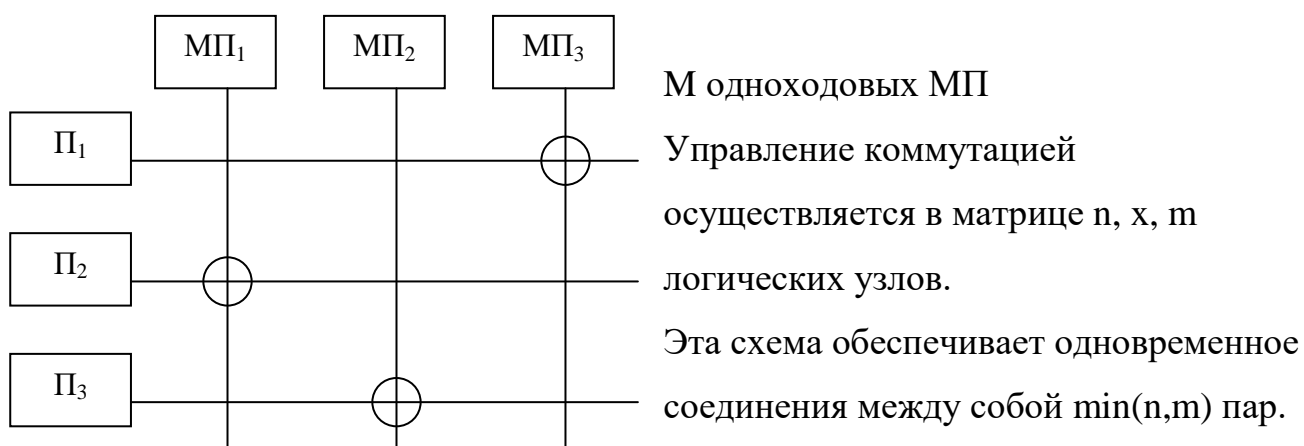 МП₁ МП₂ МП₃
М одноходовых МП
П₁
Управление коммутацией
осуществляется в матрице n, x, m
П₂
логических узлов.
Эта схема обеспечивает одновременное
П₃
соединения между собой min(n,m) пар.